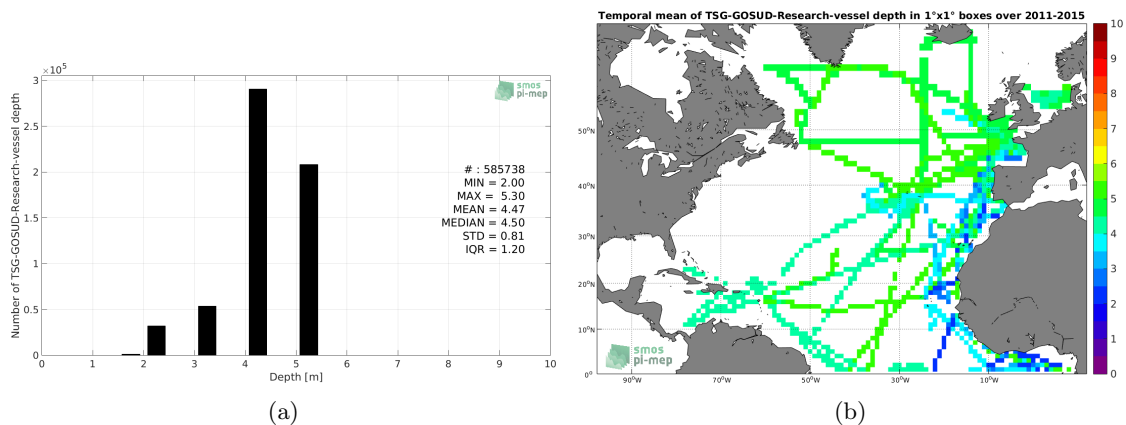 ×10⁵
3
2.5
2
1.5
1
0.5
0
Number of TSG-GOSUD-Research-vessel depth
smos
pi-mep
# : 585738
MIN = 2.00
MAX = 5.30
MEAN = 4.47
MEDIAN = 4.50
STD = 0.81
IQR = 1.20
0 1 2 3 4 5 6 7 8 9 10
Depth [m]
(a)
Temporal mean of TSG-GOSUD-Research-vessel depth in 1°x1° boxes over 2011-2015
50°N
40°N
30°N
20°N
10°N
0°
90°W 70°W 50°W 30°W 10°W
smos
pi-mep
10
9
8
7
6
5
4
3
2
1
0
(b)